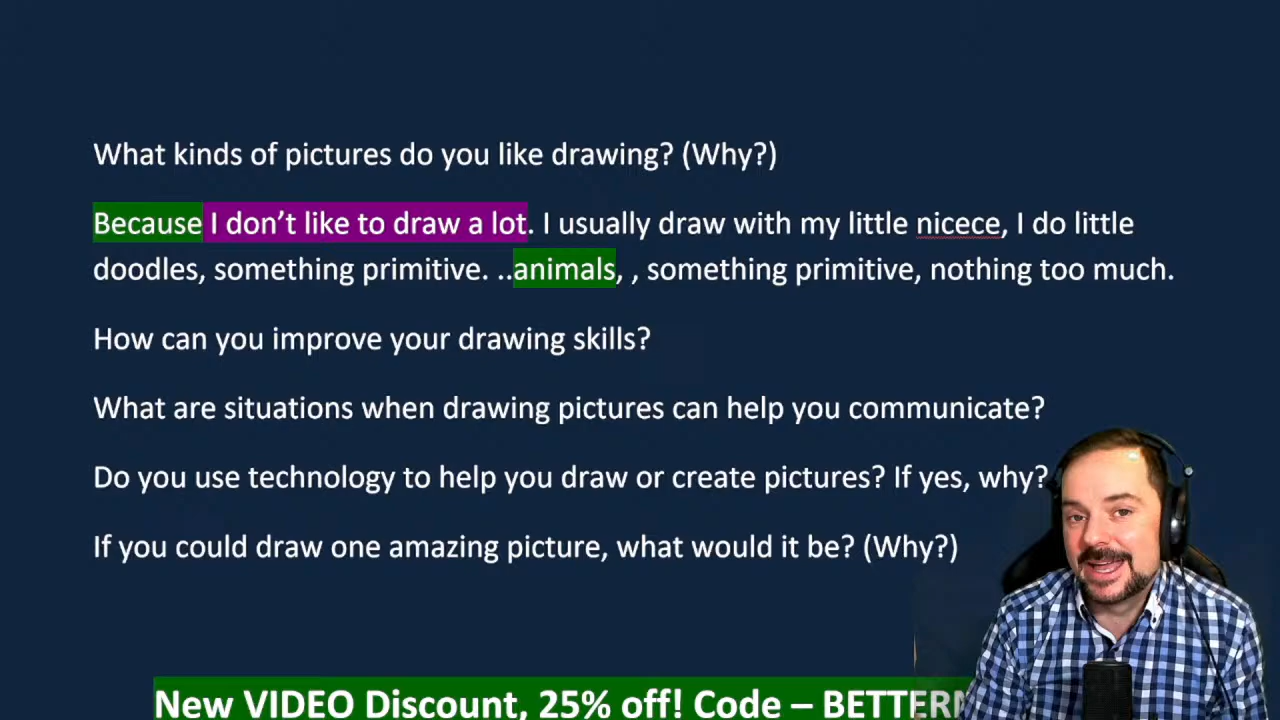 What kinds of pictures do you like drawing? (Why?)
Because I don’t like to draw a lot. I usually draw with my little nicece, I do little
doodles, something primitive. ..animals, , something primitive, nothing too much.
How can you improve your drawing skills?
What are situations when drawing pictures can help you communicate?
Do you use technology to help you draw or create pictures? If yes, why?
If you could draw one amazing picture, what would it be? (Why?)
New VIDEO Discount, 25% off! Code –